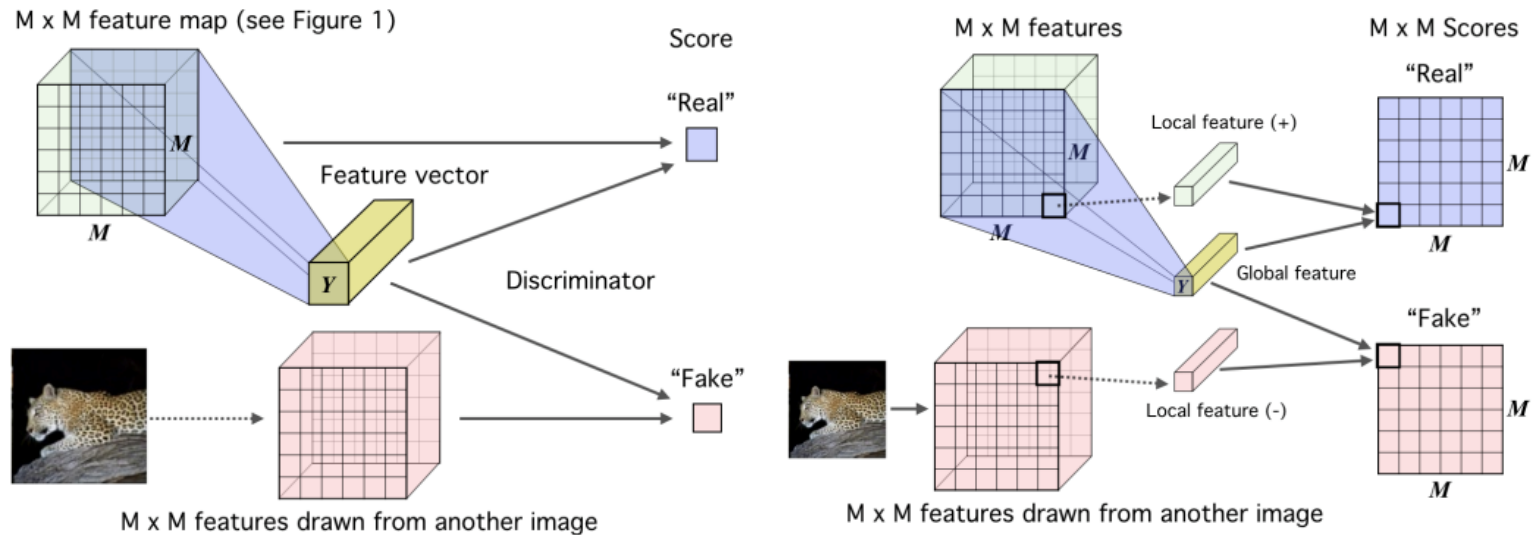 M x M feature map (see Figure 1)
Score
"Real"
M
Feature vector
M
Y
Discriminator
"Fake"
M x M features drawn from another image
M x M features
M x M Scores
"Real"
Local feature (+)
M
M
M
M
Global feature
Y
"Fake"
M
Local feature (-)
M
M x M features drawn from another image